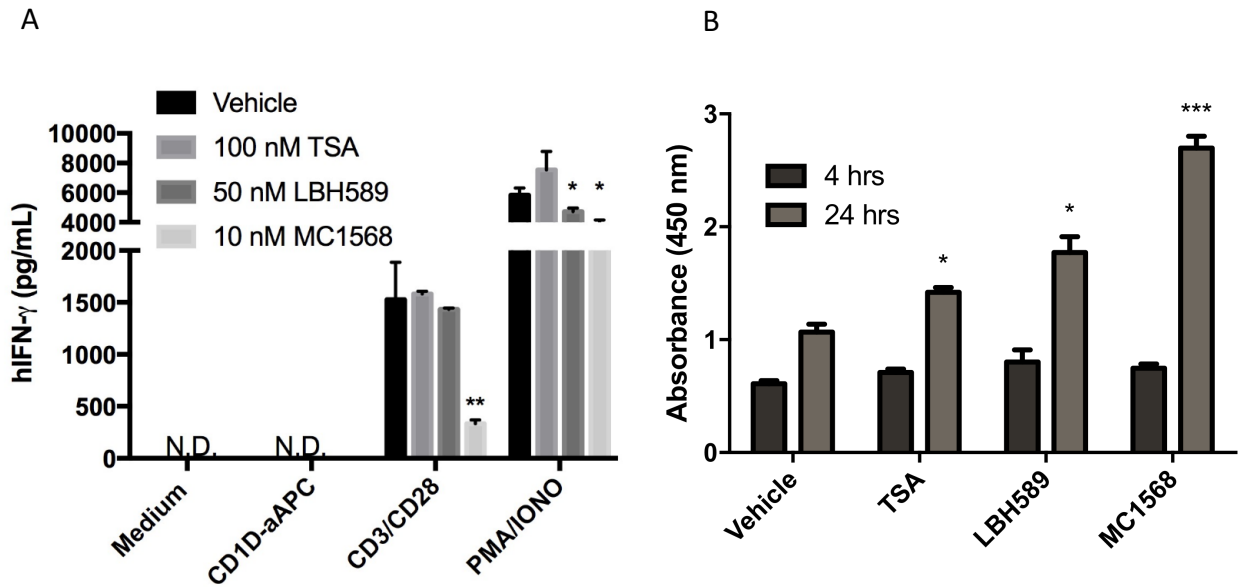 A
Vehicle
100 nM TSA
50 nM LBH589
10 nM MC1568
hIFN-γ (pg/mL)
10000
8000
6000
4000
2000
1500
1000
500
0
* *
**
N.D. N.D.
Medium
CD1D-aAPC
CD3/CD28
PMA/IONO
B
4 hrs
24 hrs
Absorbance (450 nm)
3
2
1
0
*
*
***
Vehicle
TSA
LBH589
MC1568